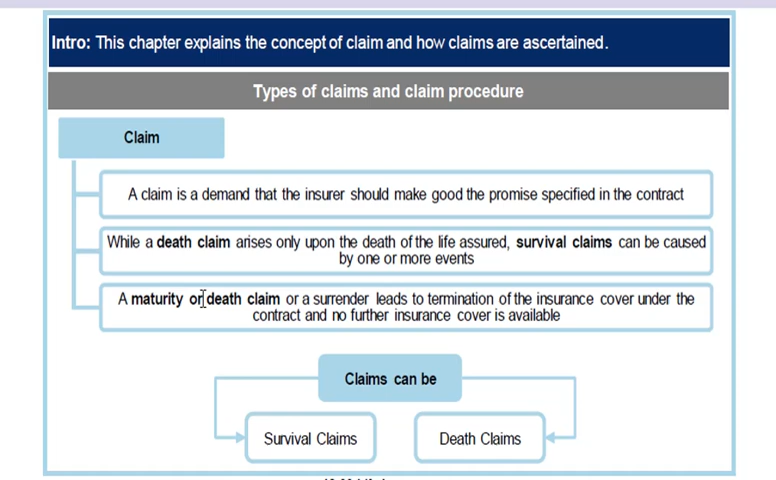 Intro: This chapter explains the concept of claim and how claims are ascertained.
Types of claims and claim procedure
Claim
A claim is a demand that the insurer should make good the promise specified in the contract
While a death claim arises only upon the death of the life assured, survival claims can be caused
by one or more events
A maturity or death claim or a surrender leads to termination of the insurance cover under the
contract and no further insurance cover is available
Claims can be
Survival Claims
Death Claims